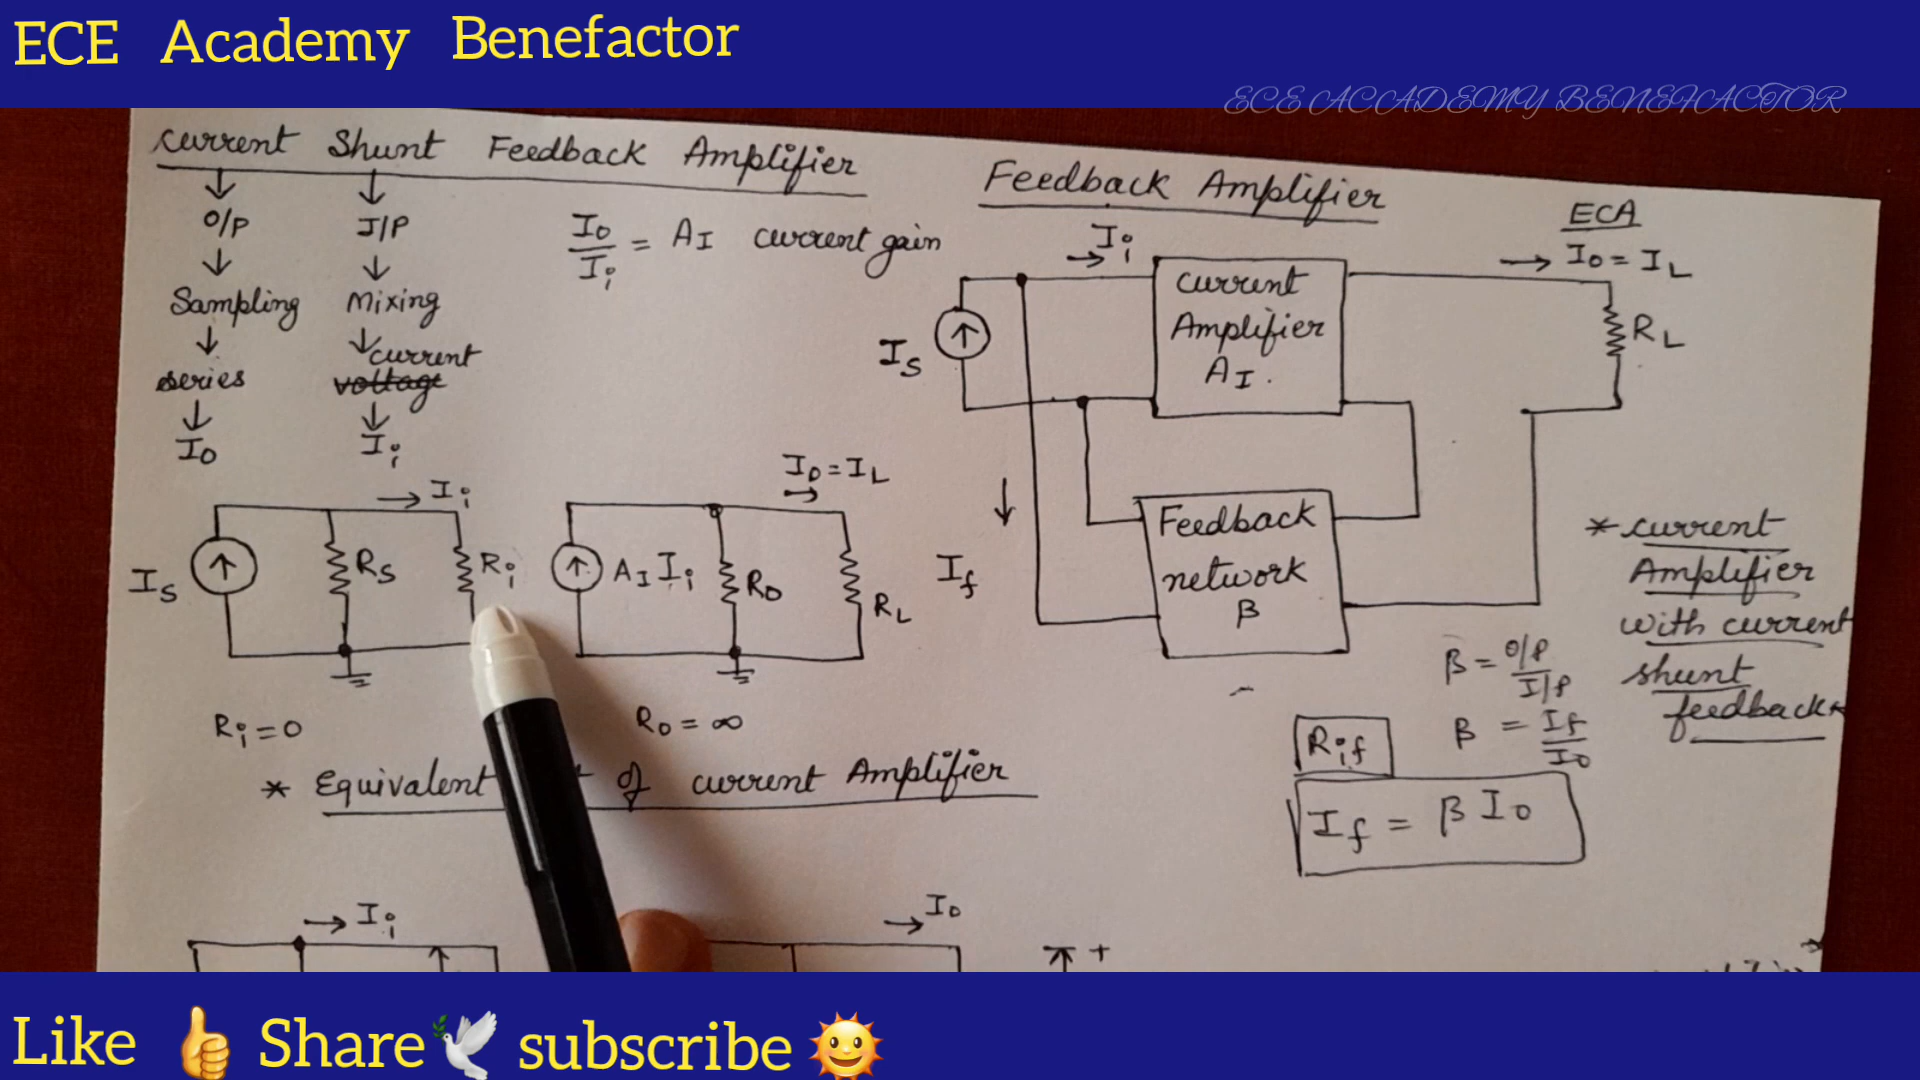 ECE Academy Benefactor
ECE ACCADEMY BENEFACTOR
Current Shunt Feedback Amplifier
O/P I/P
Sampling Mixing
series current
voltage
Io Ii
Io/Ii = AI current gain
Feedback Amplifier
ECA
Ii
Io = IL
Current
Amplifier
AI.
Is
RL
If
Feedback
network
β
* current
Amplifier
with current
shunt
feedback *
β = O/P / I/P
β = If / Io
Rif
If = β Io
Ii
Is
Rs
Ri
Io = IL
AI Ii
Ro
RL
Ri = 0
Ro = ∞
* Equivalent of current Amplifier
Ii
Io
+
Like 👍 Share 🕊 subscribe 🌞